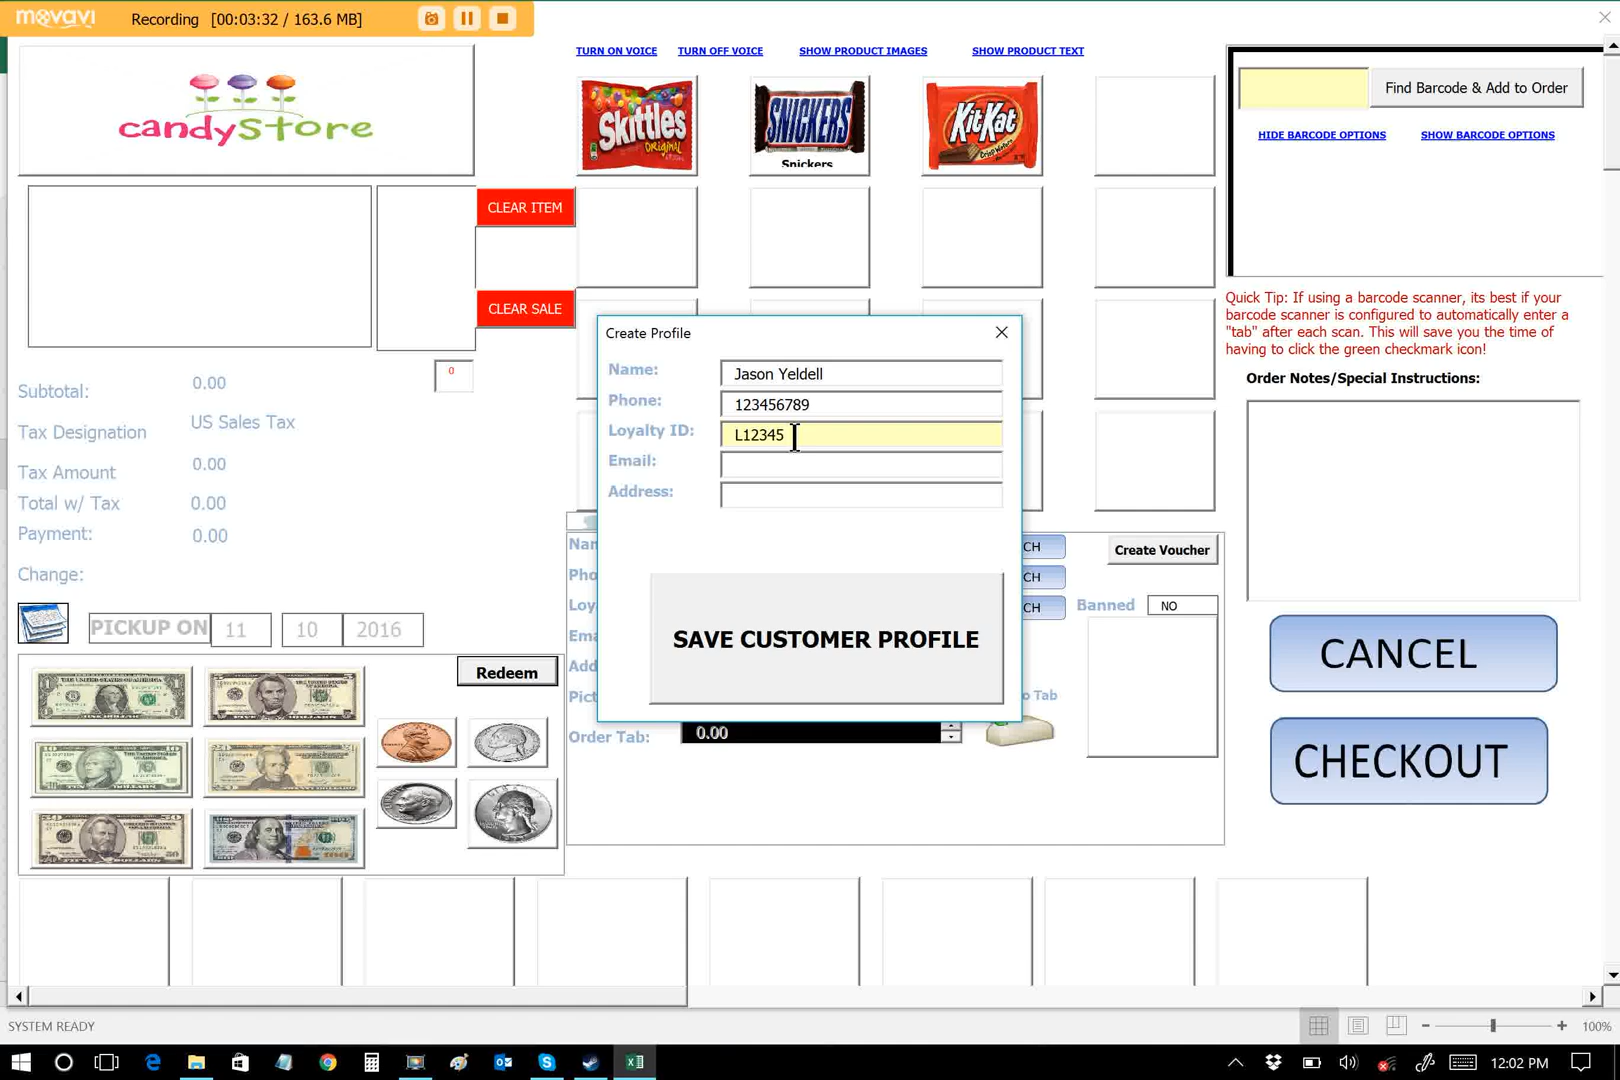 movavi
Recording [00:03:32 / 163.6 MB]
TURN ON VOICE
TURN OFF VOICE
SHOW PRODUCT IMAGES
SHOW PRODUCT TEXT
candyStore
Skittles
ORIGINAL
SNICKERS
Snickers
KitKat
Find Barcode & Add to Order
HIDE BARCODE OPTIONS
SHOW BARCODE OPTIONS
CLEAR ITEM
CLEAR SALE
Quick Tip: If using a barcode scanner, its best if your
barcode scanner is configured to automatically enter a
"tab" after each scan. This will save you the time of
having to click the green checkmark icon!
Order Notes/Special Instructions:
Subtotal:
0.00
0
Tax Designation
US Sales Tax
Tax Amount
0.00
Total w/ Tax
0.00
Payment:
0.00
Change:
PICKUP ON
11
10
2016
Redeem
Create Profile
Name:
Jason Yeldell
Phone:
123456789
Loyalty ID:
L12345
Email:
Address:
SAVE CUSTOMER PROFILE
Nam
Pho
Loy
Ema
Add
Pict
CH
CH
CH
Create Voucher
Banned
NO
o Tab
Order Tab:
0.00
CANCEL
CHECKOUT
SYSTEM READY
100%
12:02 PM